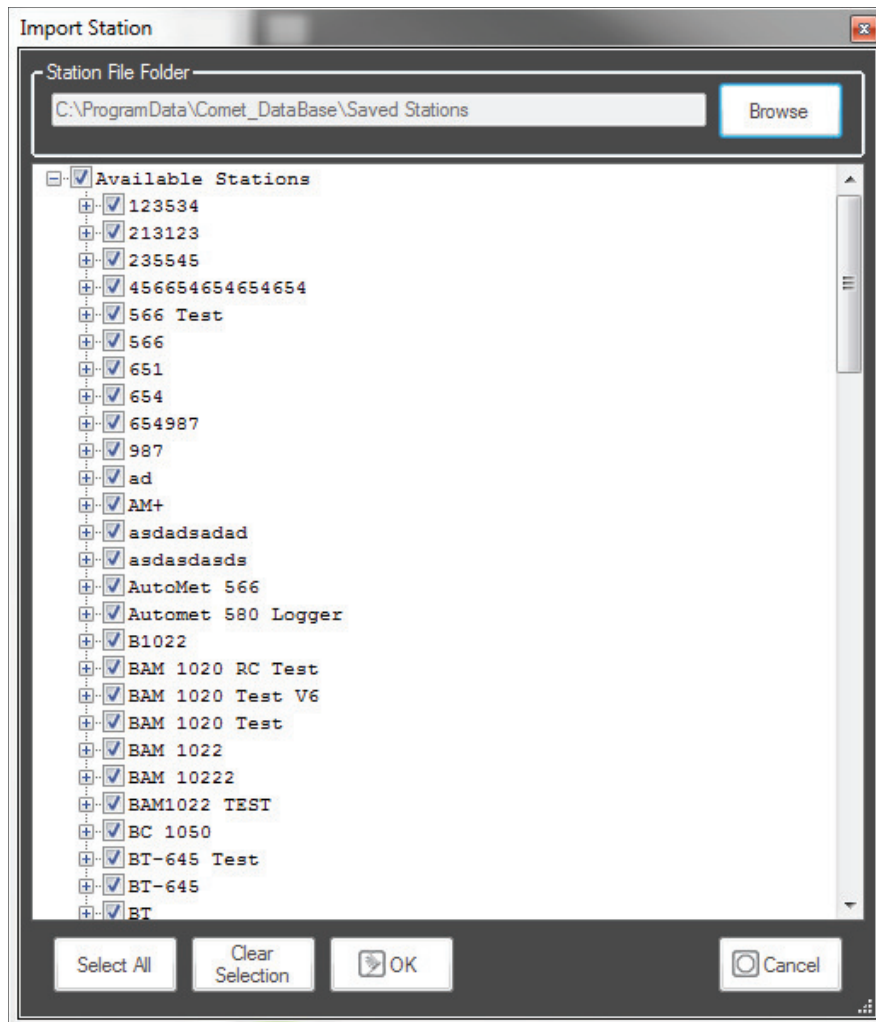 Import Station
Station File Folder
C:\ProgramData\Comet_DataBase\Saved Stations
Browse
Available Stations
123534
213123
235545
456654654654654
566 Test
566
651
654
654987
987
ad
AM+
asdadsadad
asdasdasds
AutoMet 566
Automet 580 Logger
B1022
BAM 1020 RC Test
BAM 1020 Test V6
BAM 1020 Test
BAM 1022
BAM 10222
BAM1022 TEST
BC 1050
BT-645 Test
BT-645
BT
Select All
Clear
Selection
OK
Cancel